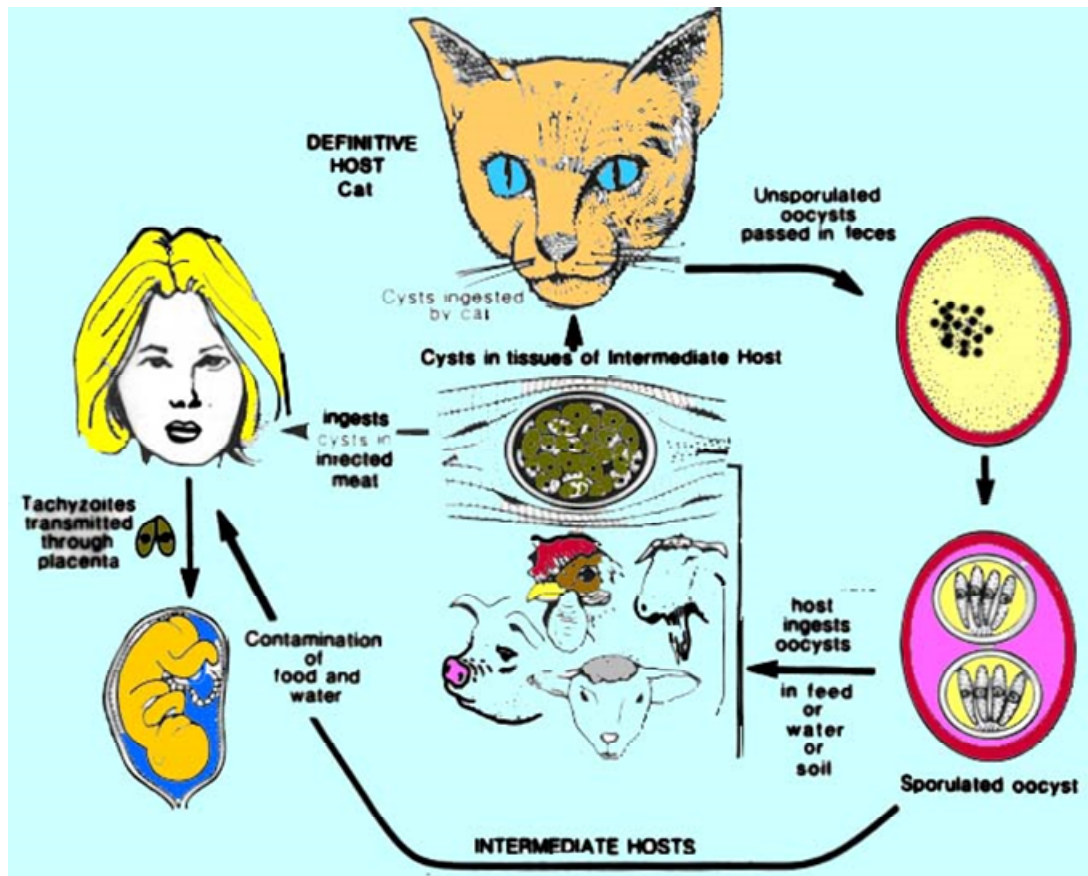 DEFINITIVE
HOST
Cat
Unsporulated
oocysts
passed in feces
Cysts ingested
by cat
Cysts in tissues of Intermediate Host
ingests
cysts in
infected
meat
Tachyzoites
transmitted
through
placenta
Contamination
of
food and
water
host
ingests
oocysts
in feed
or
water
or
soil
Sporulated oocyst
INTERMEDIATE HOSTS